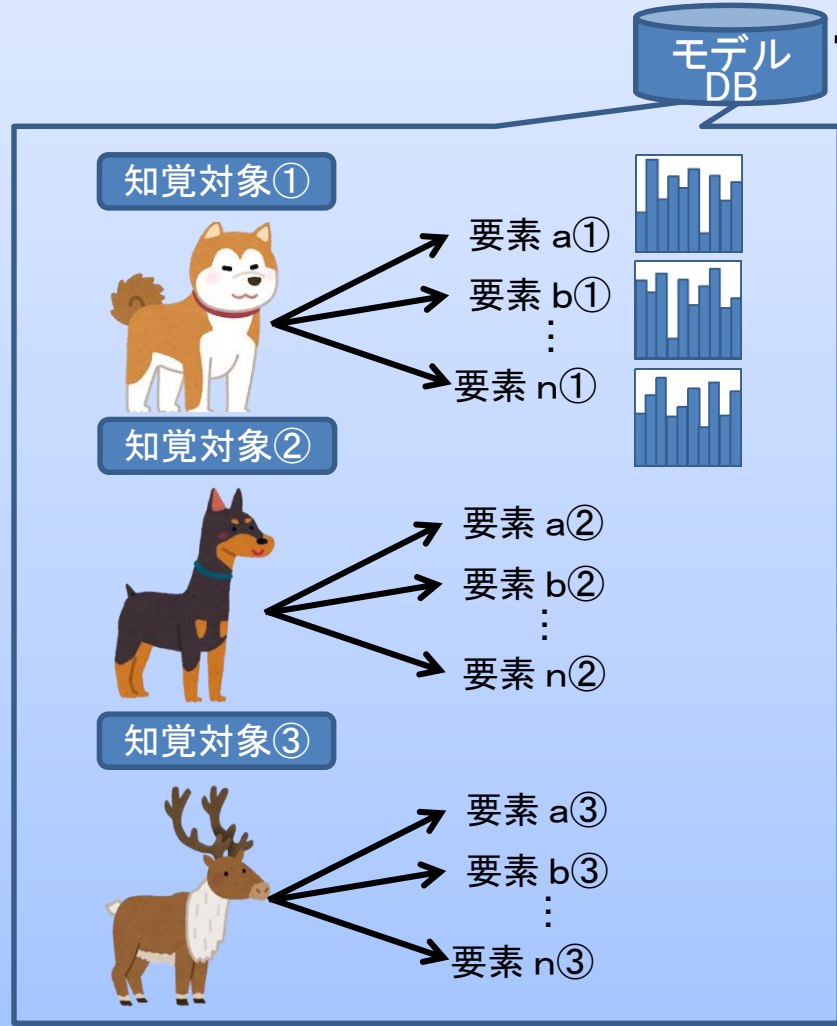 モデル
DB
知覚対象①
要素 a①
要素 b①
⋮
要素 n①
知覚対象②
要素 a②
要素 b②
⋮
要素 n②
知覚対象③
要素 a③
要素 b③
⋮
要素 n③